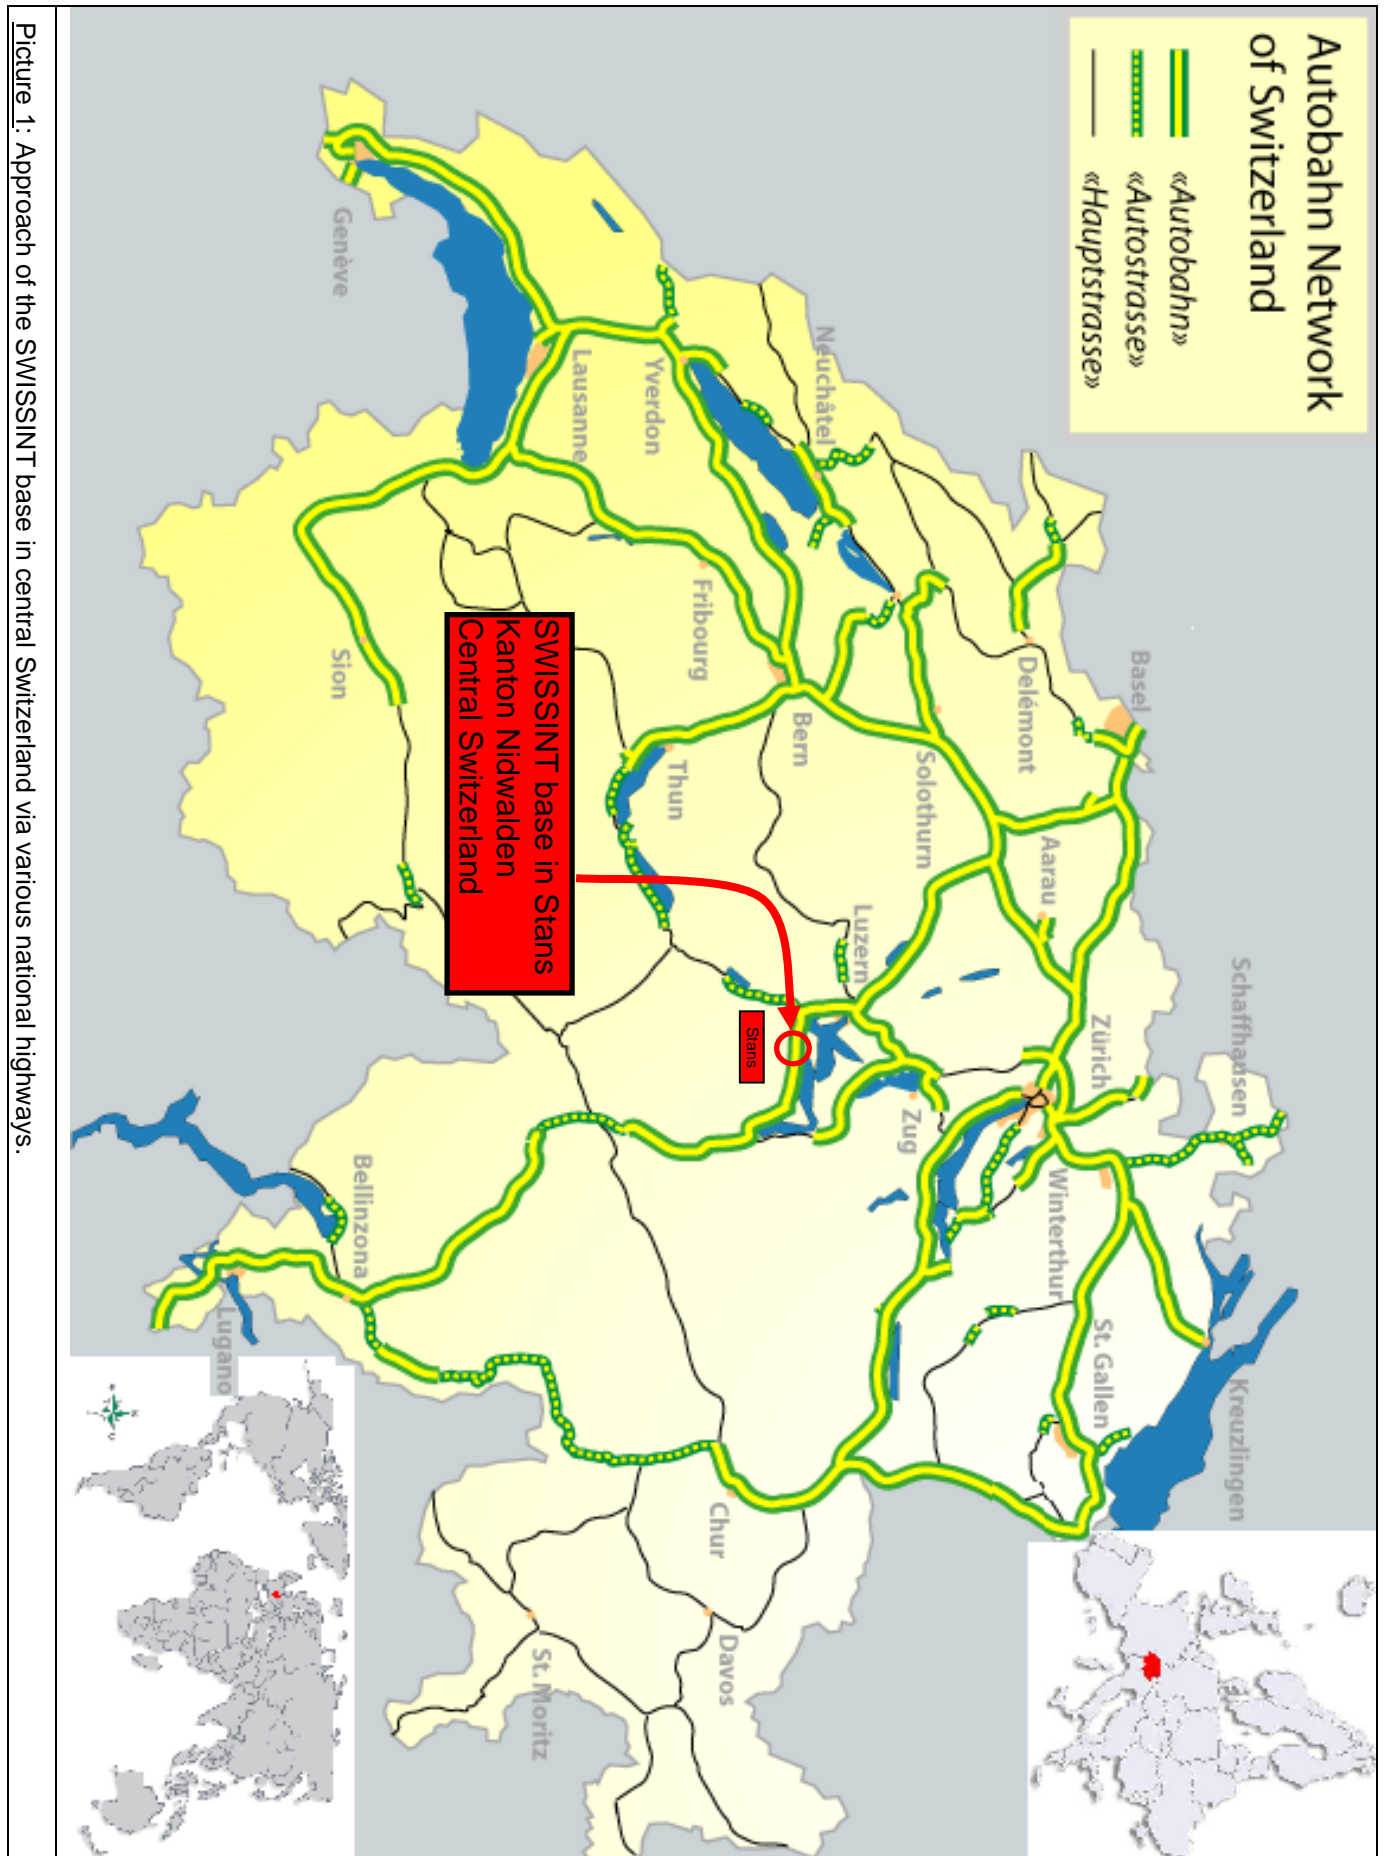 Autobahn Network
of Switzerland
«Autobahn»
«Autostrasse»
«Hauptstrasse»
Schaffhausen
Kreuzlingen
Basel
Zürich
Winterthur
St. Gallen
Delémont
Aarau
Solothurn
Luzern
Zug
Neuchâtel
Bern
Stans
Chur
Davos
Yverdon
Fribourg
Thun
Lausanne
SWISSINT base in Stans
Kanton Nidwalden
Central Switzerland
St. Moritz
Genève
Sion
Bellinzona
Lugano
Picture 1: Approach of the SWISSINT base in central Switzerland via various national highways.